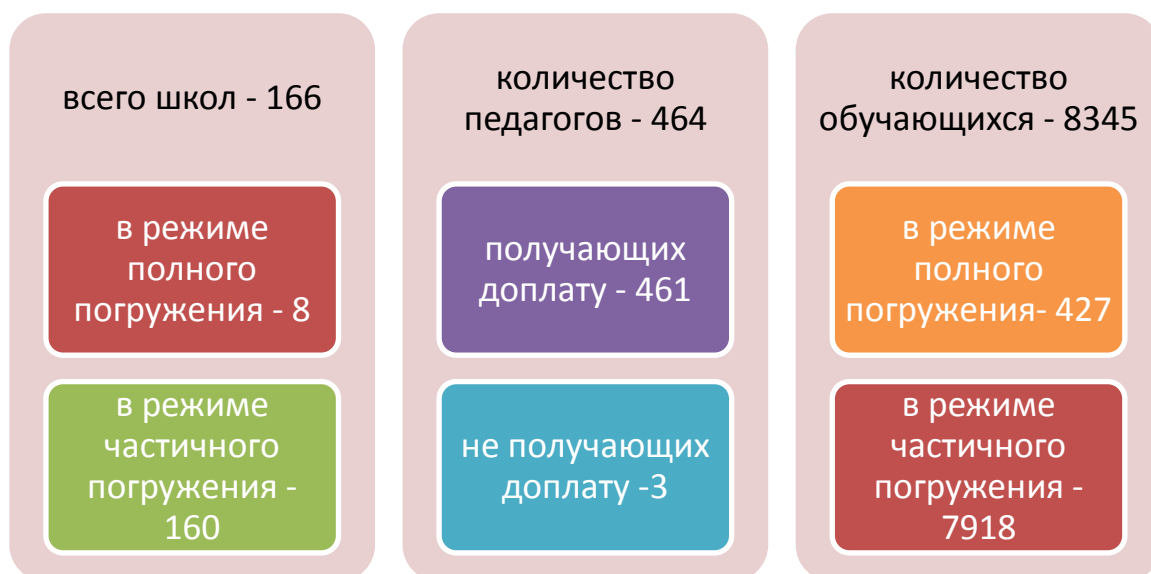 всего школ - 166
в режиме
полного
погружения - 8
в режиме
частичного
погружения -
160
количество
педагогов - 464
получающих
доплату - 461
не получающих
доплату -3
количество
обучающихся - 8345
в режиме
полного
погружения- 427
в режиме
частичного
погружения -
7918